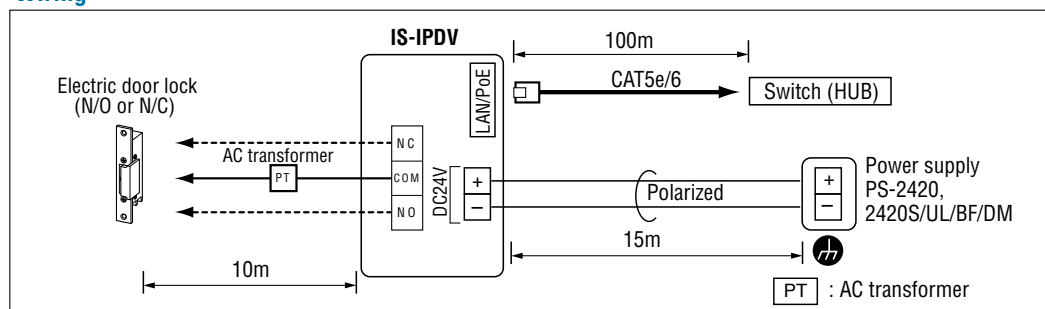 IS-IPDV
100m
CAT5e/6
Switch (HUB)
LAN/PoE
Electric door lock
(N/O or N/C)
NC
AC transformer
PT
COM
NO
DC24V
+
−
Polarized
+
−
Power supply
PS-2420,
2420S/UL/BF/DM
15m
10m
PT : AC transformer